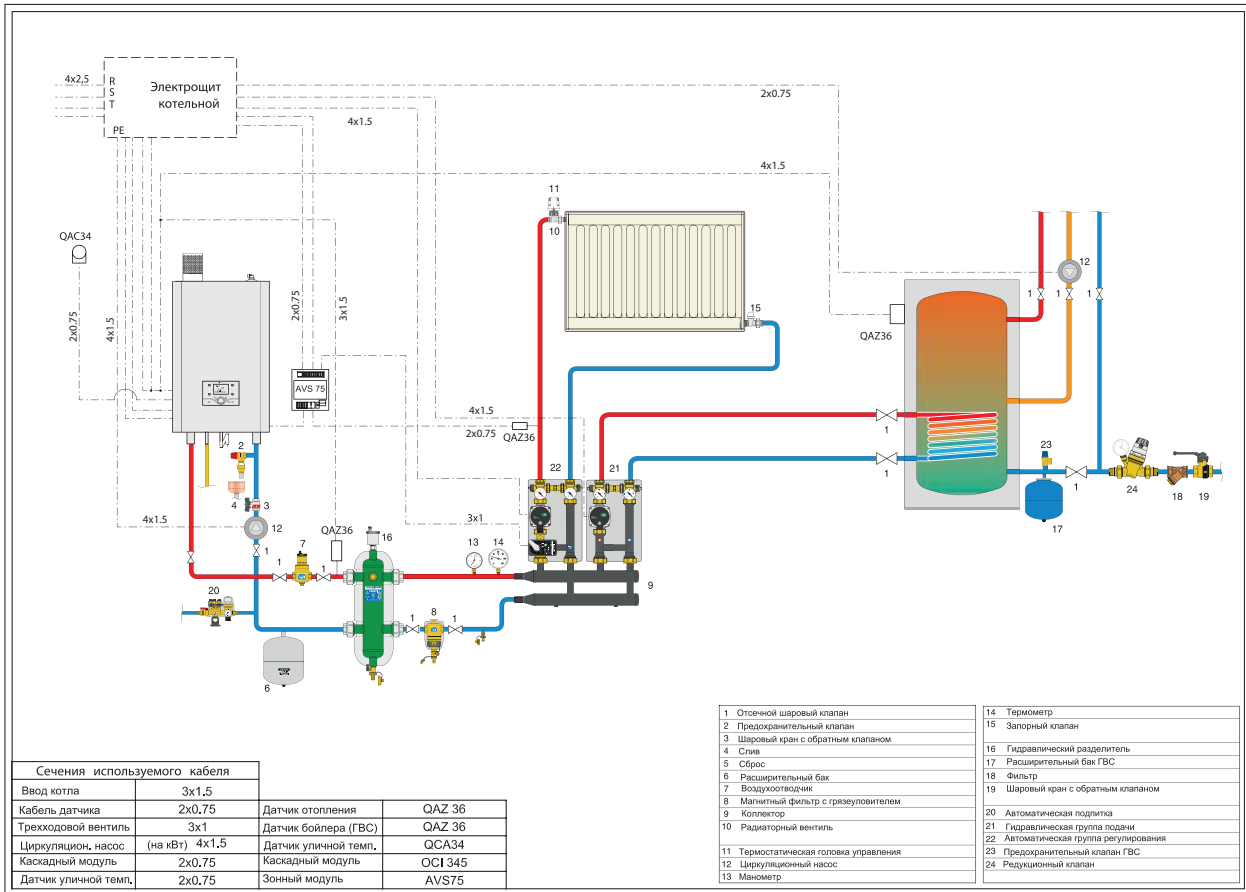 4x2,5
R
S
T
PE
Электрощит
котельной
2x0.75
4x1.5
4x1.5
QAC34
2x0.75
4x1.5
2x0.75
3x1.5
AVS 75
11
10
15
12
1
1
1
QAZ36
4x1.5
2x0.75
QAZ36
1
1
2
4
3
22
21
23
1
17
24
18
19
4x1.5
12
1
QAZ36
3x1
7
1
1
16
13
14
9
20
6
1
8
1
1 Отсечной шаровый клапан
2 Предохранительный клапан
3 Шаровый кран с обратным клапаном
4 Слив
5 Сброс
6 Расширительный бак
7 Воздухоотводчик
8 Магнитный фильтр с грязеуловителем
9 Коллектор
10 Радиаторный вентиль
11 Термостатическая головка управления
12 Циркуляционный насос
13 Манометр
14 Термометр
15 Запорный клапан
16 Гидравлический разделитель
17 Расширительный бак ГВС
18 Фильтр
19 Шаровый кран с обратным клапаном
20 Автоматическая подпитка
21 Гидравлическая группа подачи
22 Автоматическая группа регулирования
23 Предохранительный клапан ГВС
24 Редукционный клапан
Сечения используемого кабеля
Ввод котла 3x1.5
Кабель датчика 2x0.75 Датчик отопления QAZ 36
Трехходовой вентиль 3x1 Датчик бойлера (ГВС) QAZ 36
Циркуляцион. насос (на кВт) 4x1.5 Датчик уличной темп. QCA34
Каскадный модуль 2x0.75 Каскадный модуль OCI 345
Датчик уличной темп. 2x0.75 Зонный модуль AVS75